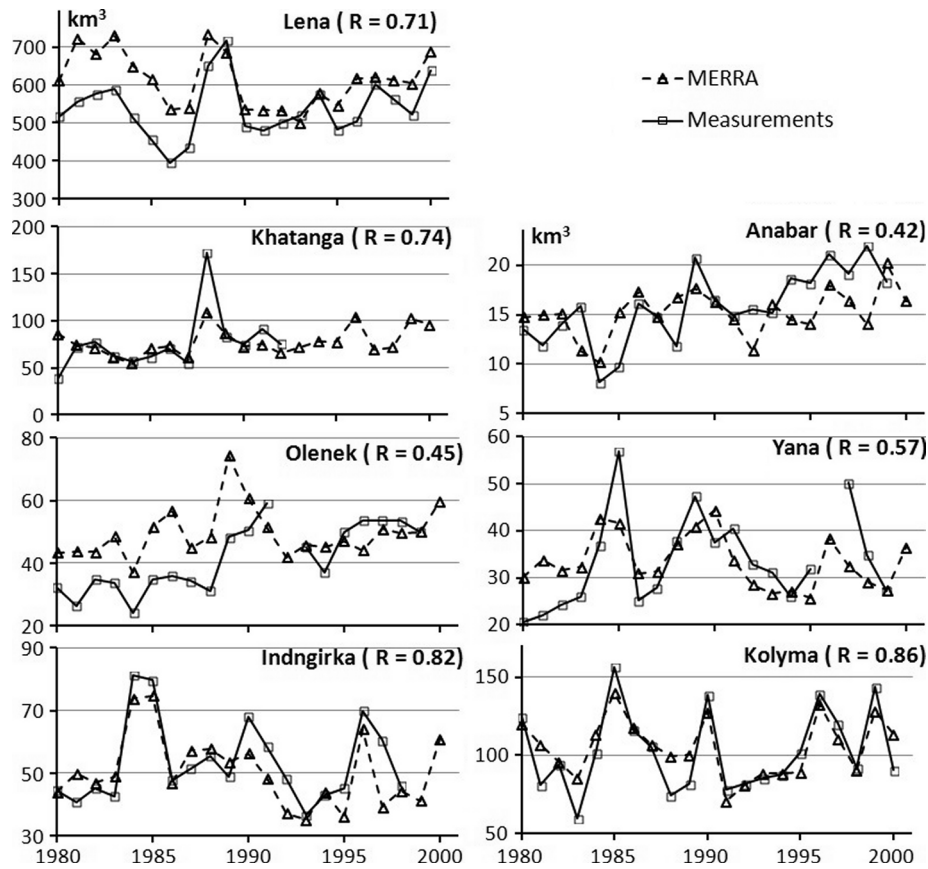 km³
Lena (R = 0.71)
700
600
500
400
300
MERRA
Measurements
Khatanga ( R = 0.74)
200
150
100
50
0
km³
Anabar ( R = 0.42)
20
15
10
5
Olenek ( R = 0.45)
80
60
40
20
Yana ( R = 0.57)
60
50
40
30
20
Indngirka ( R = 0.82)
90
70
50
30
1980 1985 1990 1995 2000
Kolyma ( R = 0.86)
150
100
50
1980 1985 1990 1995 2000